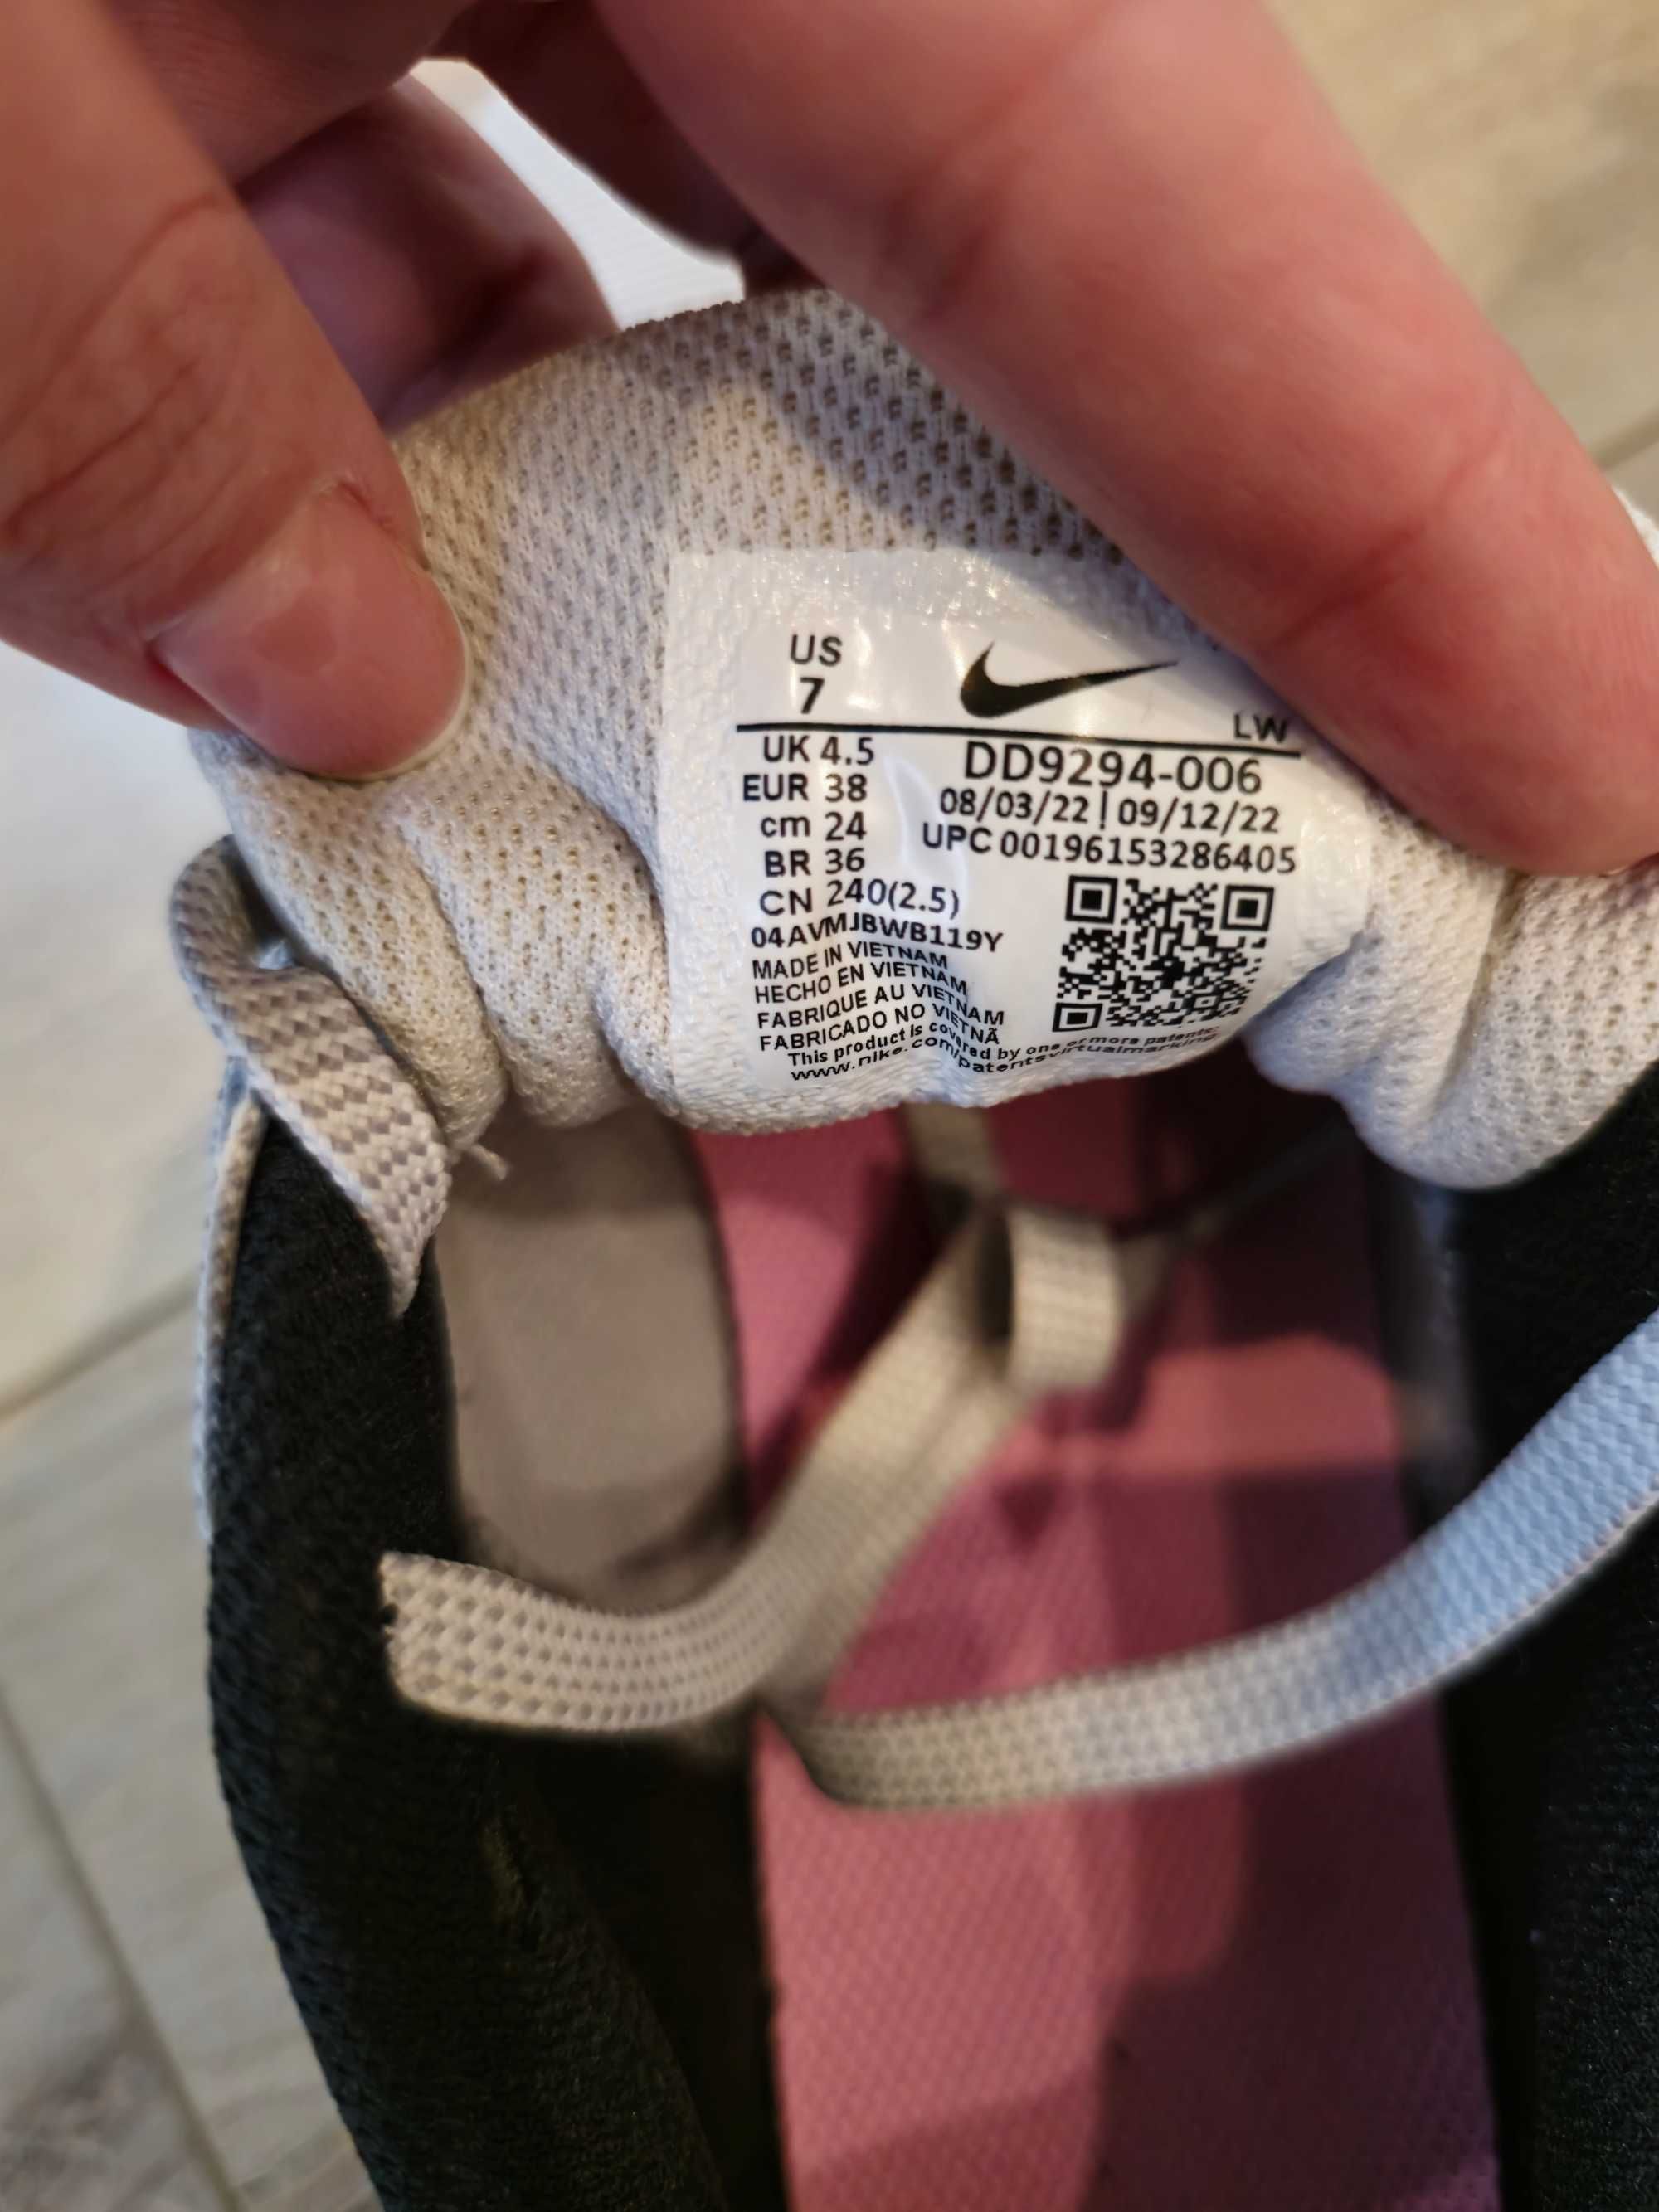 US
7
LW
UK 4.5
EUR 38
cm 24
BR 36
CN 240(2.5)
04AVMJBWB119Y
MADE IN VIETNAM
HECHO EN VIETNAM
FABRIQUE AU VIETNAM
FABRICADO NO VIETNÃ
DD9294-006
08/03/22 | 09/12/22
UPC 00196153286405
This product is covered by one or more patents:
www.nike.com/patentsvirtualmarking